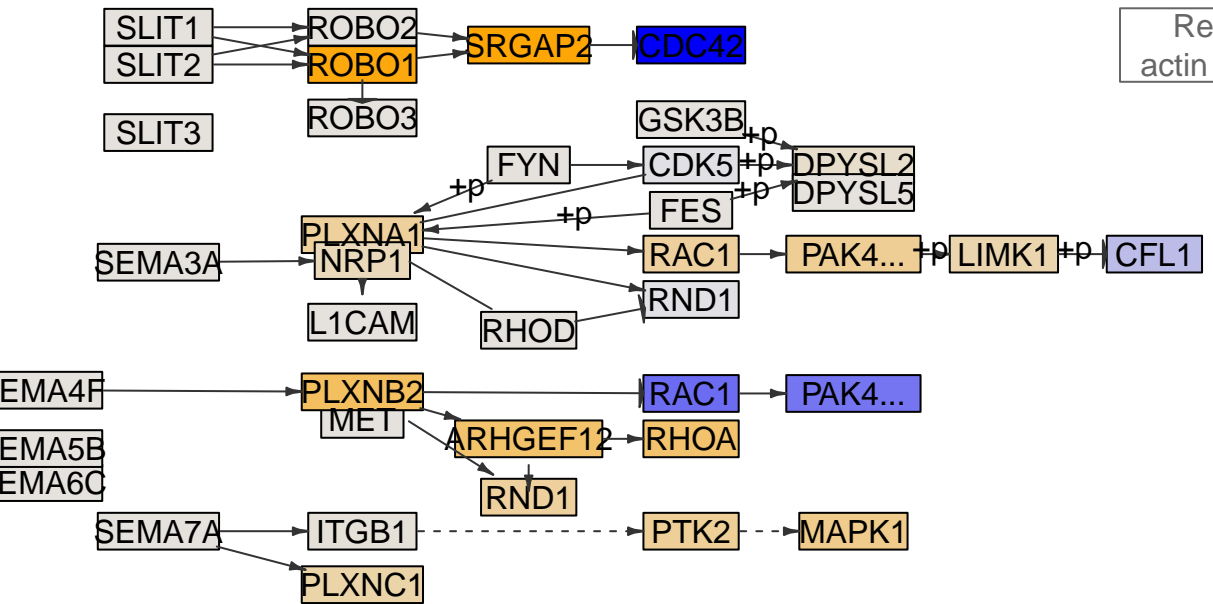 SLIT1
ROBO2
Re
SLIT2
ROBO1
SRGAP2
CDC42
actin
SLIT3
ROBO3
GSK3B
+p
FYN
CDK5
+p
DPYSL2
+p
+p
DPYSL5
PLXNA1
+p
FES
SEMA3A
NRP1
RAC1
PAK4...
+p
LIMK1
+p
CFL1
L1CAM
RHOD
RND1
EMA4F
PLXNB2
RAC1
PAK4...
MET
EMA5B
ARHGEF12
RHOA
EMA6C
RND1
SEMA7A
ITGB1
PTK2
MAPK1
PLXNC1